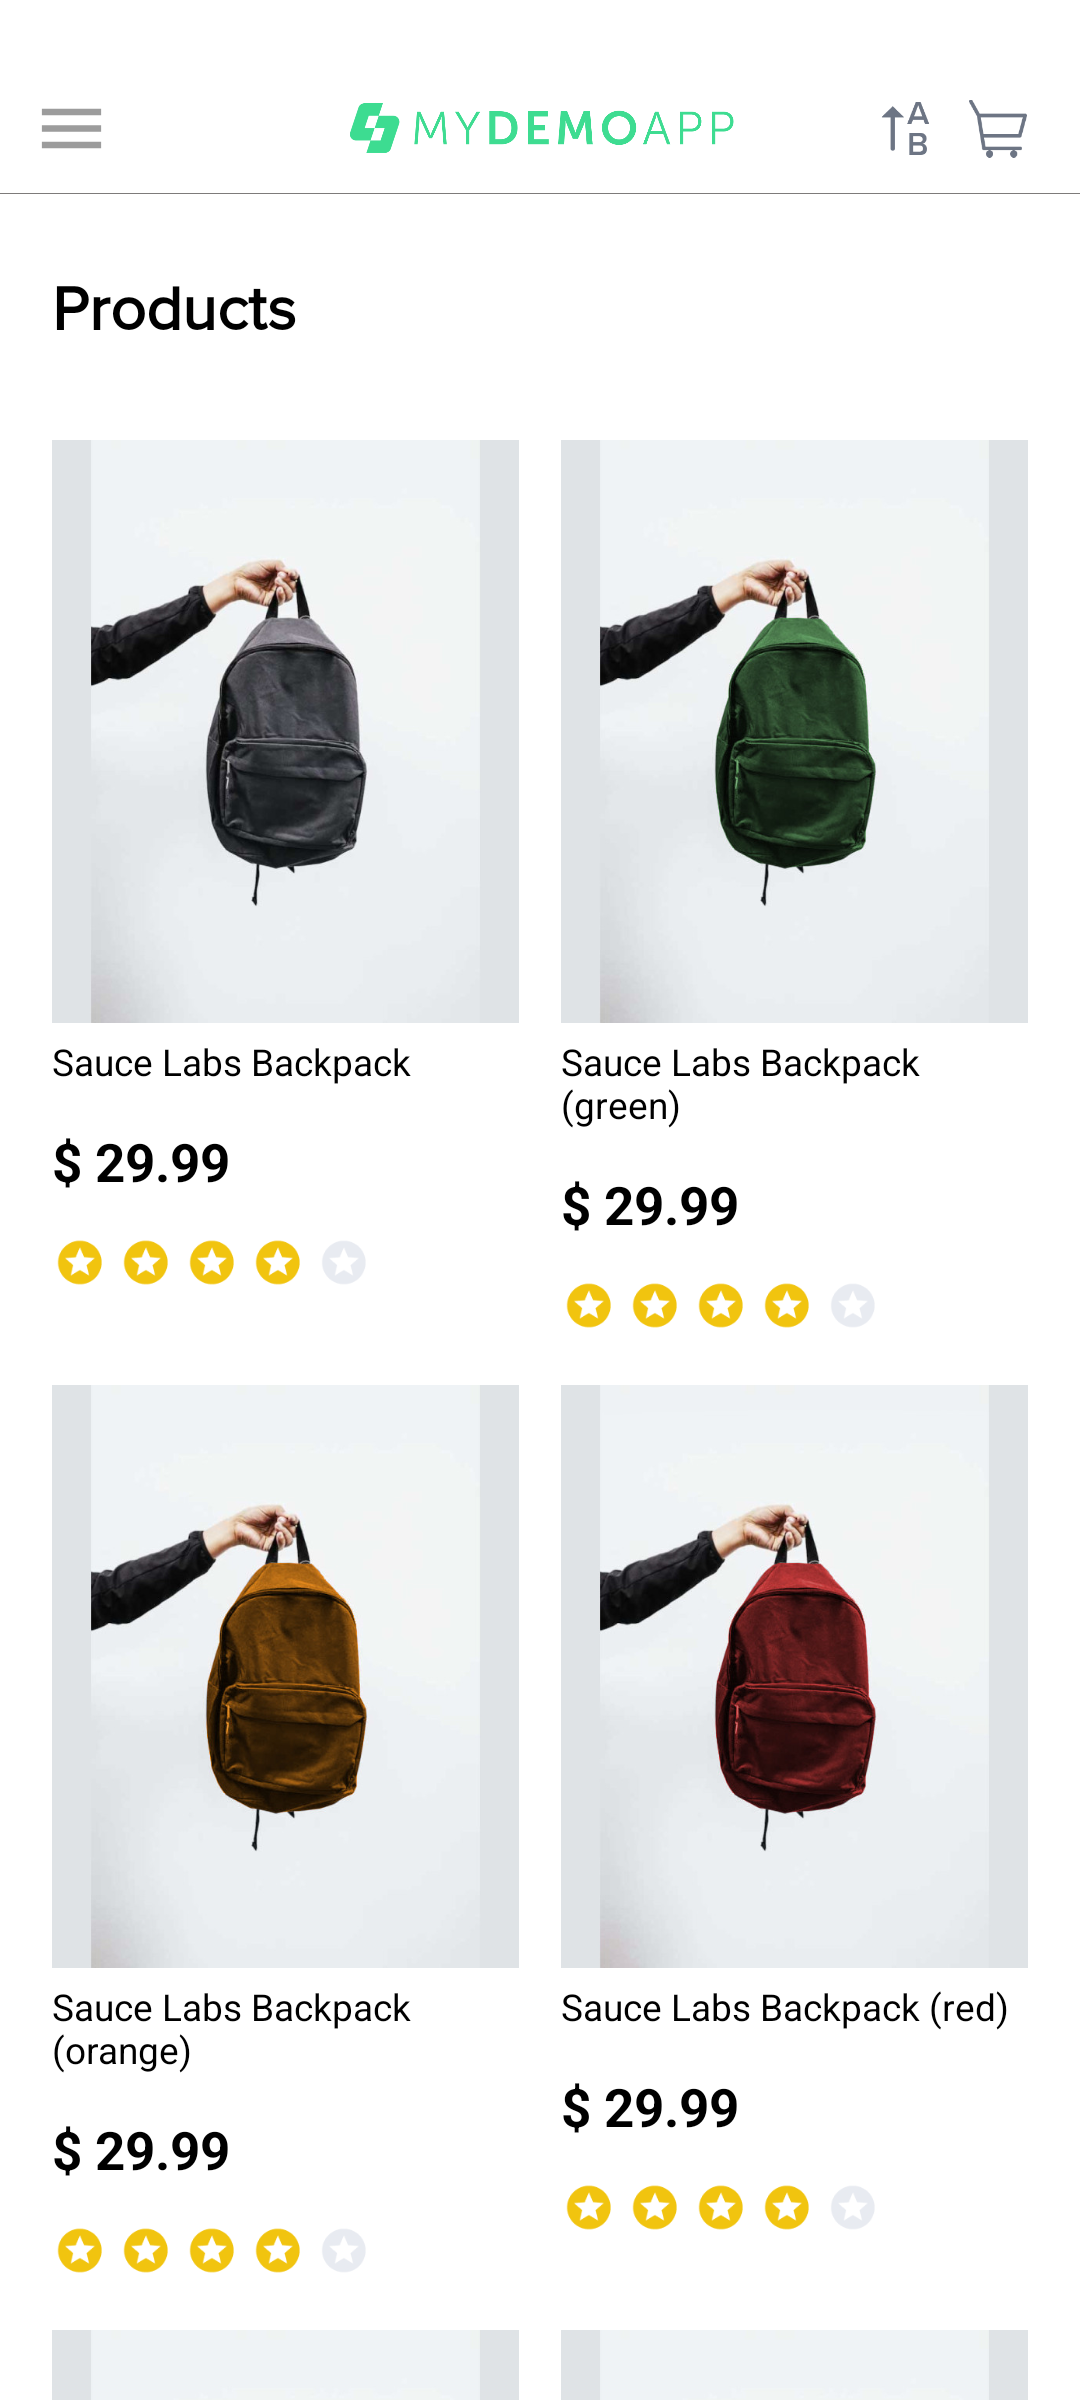 MYDEMOAPP
A
B
Products
Sauce Labs Backpack
$ 29.99
Sauce Labs Backpack
(green)
$ 29.99
Sauce Labs Backpack
(orange)
$ 29.99
Sauce Labs Backpack (red)
$ 29.99